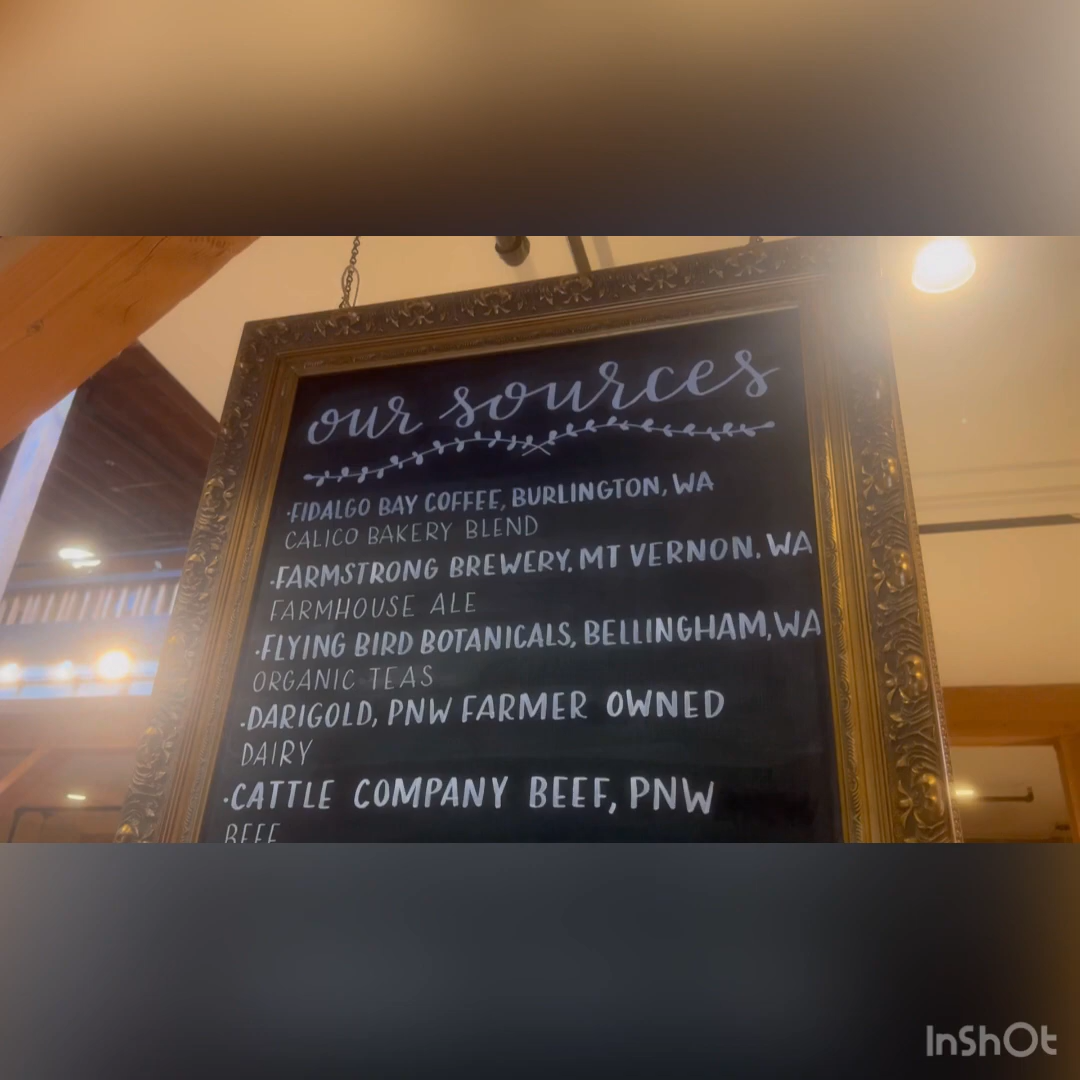 our sources
·FIDALGO BAY COFFEE, BURLINGTON, WA
CALICO BAKERY BLEND
·FARMSTRONG BREWERY, MT VERNON, WA
FARMHOUSE ALE
·FLYING BIRD BOTANICALS, BELLINGHAM, WA
ORGANIC TEAS
·DARIGOLD, PNW FARMER OWNED
DAIRY
·CATTLE COMPANY BEEF, PNW
BEEF
InShOt